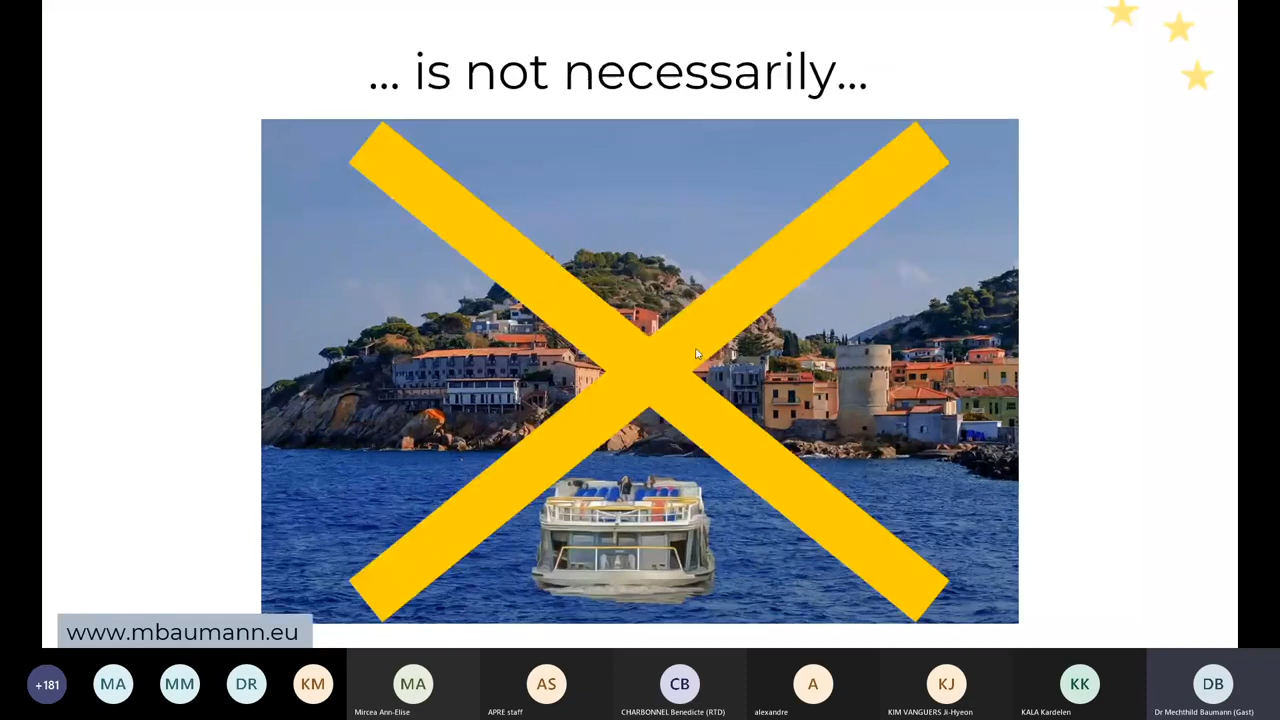 ... is not necessarily...
www.mbaumann.eu
+181
MA
MM
DR
KM
MA
AS
CB
A
KJ
KK
DB
Mircea Ann-Elise
APRE staff
CHARBONNEL Benedicte (RTD)
alexandre
KIM VANGUERS Ji-Hyeon
KALA Kardelen
Dr Mechthild Baumann (Gast)